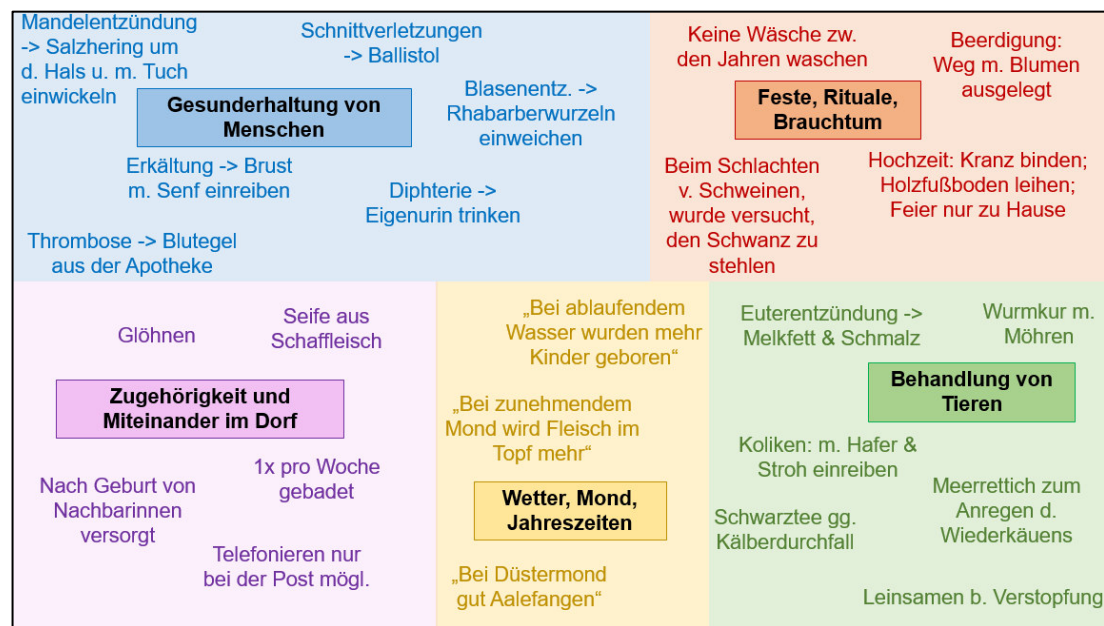 Mandelentzündung
-> Salzhering um
d. Hals u. m. Tuch
einwickeln
Schnittverletzungen
-> Ballistol
Gesunderhaltung von
Menschen
Blasenentz. ->
Rhabarberwurzeln
einweichen
Erkältung -> Brust
m. Senf einreiben
Diphterie ->
Eigenurin trinken
Thrombose -> Blutegel
aus der Apotheke
Keine Wäsche zw.
den Jahren waschen
Beerdigung:
Weg m. Blumen
ausgelegt
Feste, Rituale,
Brauchtum
Beim Schlachten
v. Schweinen,
wurde versucht,
den Schwanz zu
stehlen
Hochzeit: Kranz binden;
Holzfußboden leihen;
Feier nur zu Hause
Glöhnen
Seife aus
Schaffleisch
Zugehörigkeit und
Miteinander im Dorf
1x pro Woche
gebadet
Nach Geburt von
Nachbarinnen
versorgt
Telefonieren nur
bei der Post mögl.
„Bei ablaufendem
Wasser wurden mehr
Kinder geboren“
„Bei zunehmendem
Mond wird Fleisch im
Topf mehr“
Wetter, Mond,
Jahreszeiten
„Bei Düstermond
gut Aalefangen“
Euterentzündung ->
Melkfett & Schmalz
Wurmkur m.
Möhren
Behandlung von
Tieren
Koliken: m. Hafer &
Stroh einreiben
Meerrettich zum
Anregen d.
Wiederkäuens
Schwarztee gg.
Kälberdurchfall
Leinsamen b. Verstopfung